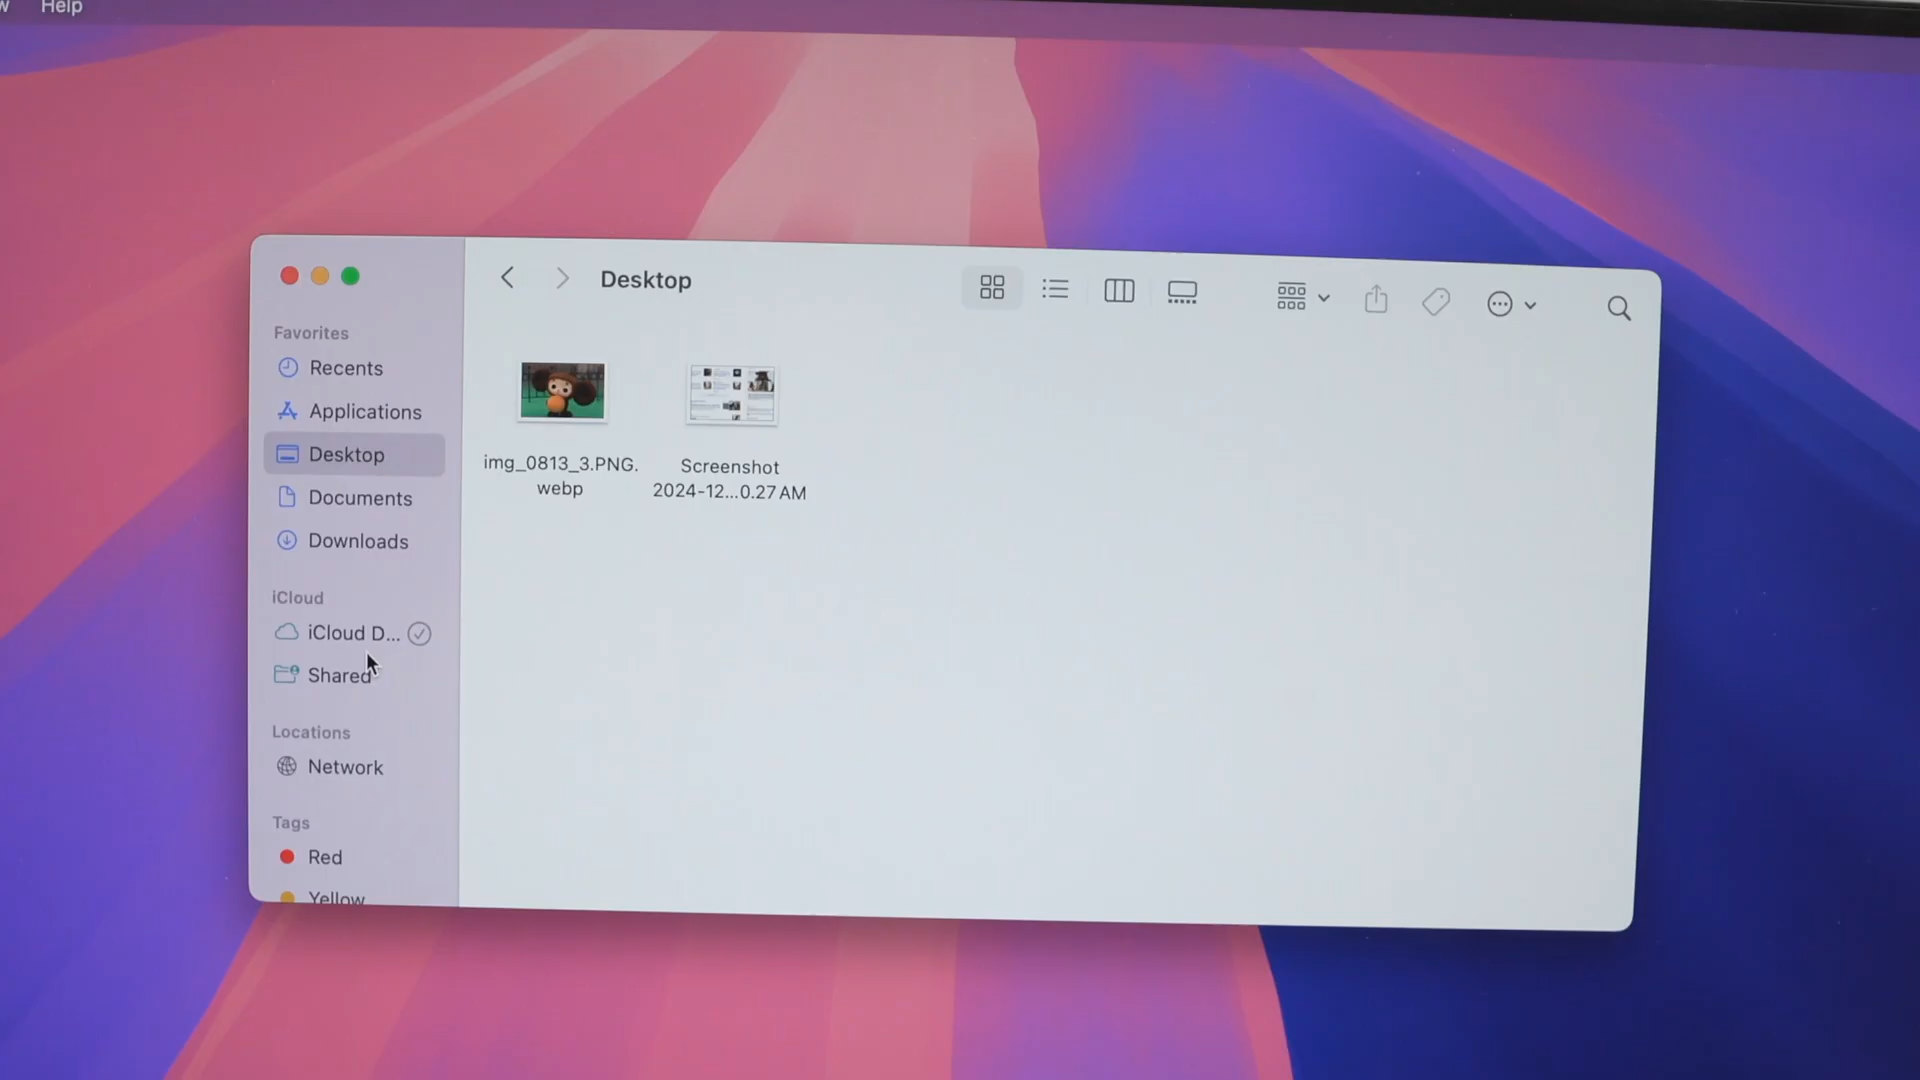 Help
Desktop
Favorites
Recents
Applications
Desktop
Documents
Downloads
iCloud
iCloud D...
Shared
Locations
Network
Tags
Red
Yellow
img_0813_3.PNG.
webp
Screenshot
2024-12...0.27 AM